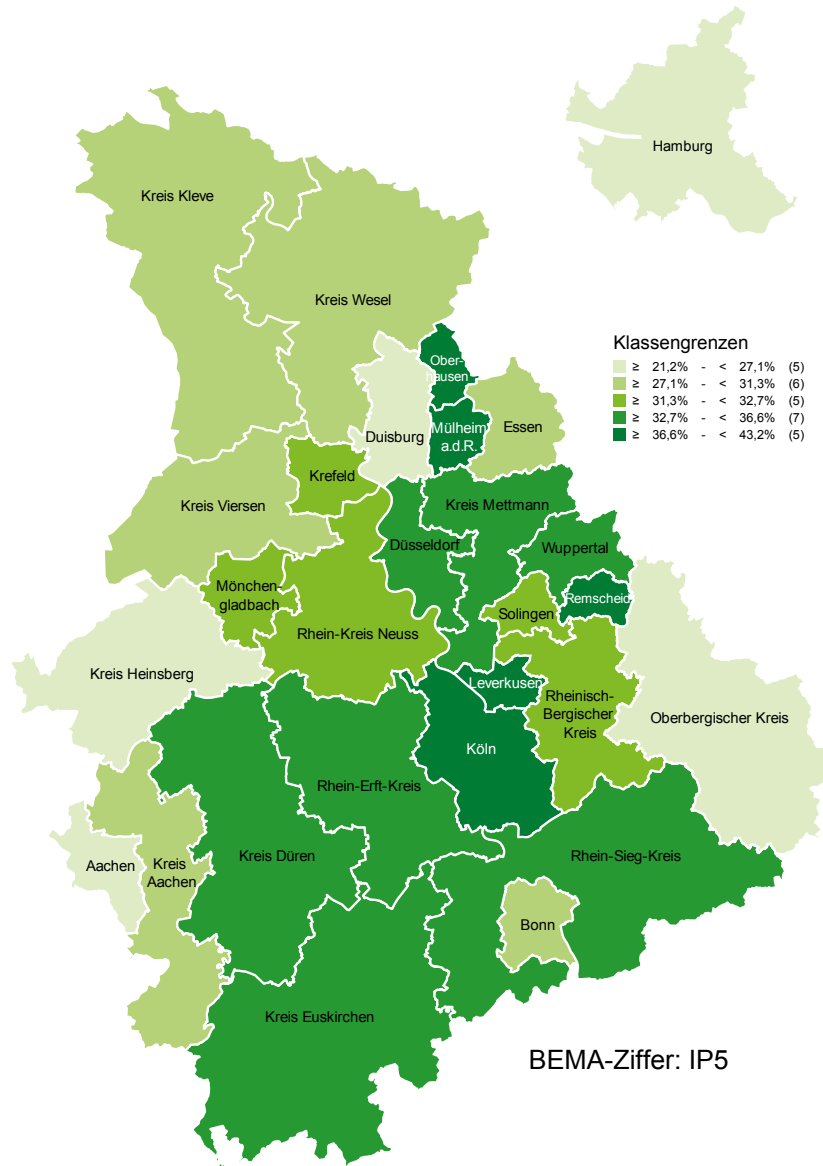 Hamburg
Kreis Kleve
Kreis Wesel
Klassengrenzen
≥ 21,2% - < 27,1% (5)
≥ 27,1% - < 31,3% (6)
≥ 31,3% - < 32,7% (5)
≥ 32,7% - < 36,6% (7)
≥ 36,6% - < 43,2% (5)
Ober-
hausen
Duisburg
Mülheim
a.d.R.
Essen
Krefeld
Kreis Viersen
Kreis Mettmann
Düsseldorf
Wuppertal
Mönchen-
gladbach
Remscheid
Solingen
Rhein-Kreis Neuss
Kreis Heinsberg
Leverkusen
Rheinisch-
Bergischer
Kreis
Oberbergischer Kreis
Köln
Rhein-Erft-Kreis
Aachen
Kreis
Aachen
Kreis Düren
Rhein-Sieg-Kreis
Bonn
Kreis Euskirchen
BEMA-Ziffer: IP5